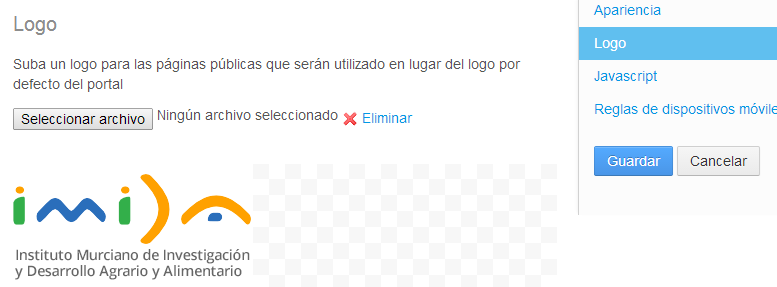 Logo
Suba un logo para las páginas públicas que serán utilizado en lugar del logo por
defecto del portal
Seleccionar archivo Ningún archivo seleccionado Eliminar
imiDa
Instituto Murciano de Investigación
y Desarrollo Agrario y Alimentario
Apariencia
Logo
Javascript
Reglas de dispositivos móvile
Guardar Cancelar